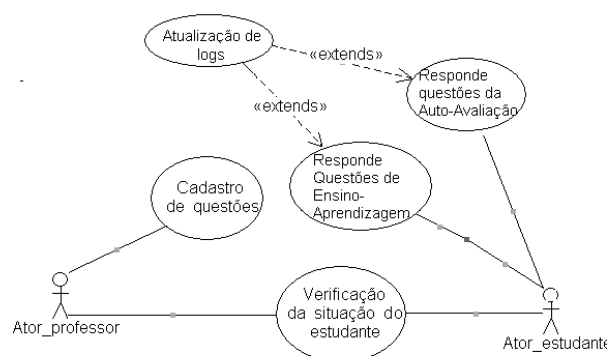 Atualização de
logs
«extends»
Responde
questões da
Auto-Avaliação
«extends»
Responde
Questões de
Ensino-
Aprendizagem
Cadastro
de questões
Verificação
da situação do
estudante
Ator_professor
Ator_estudante